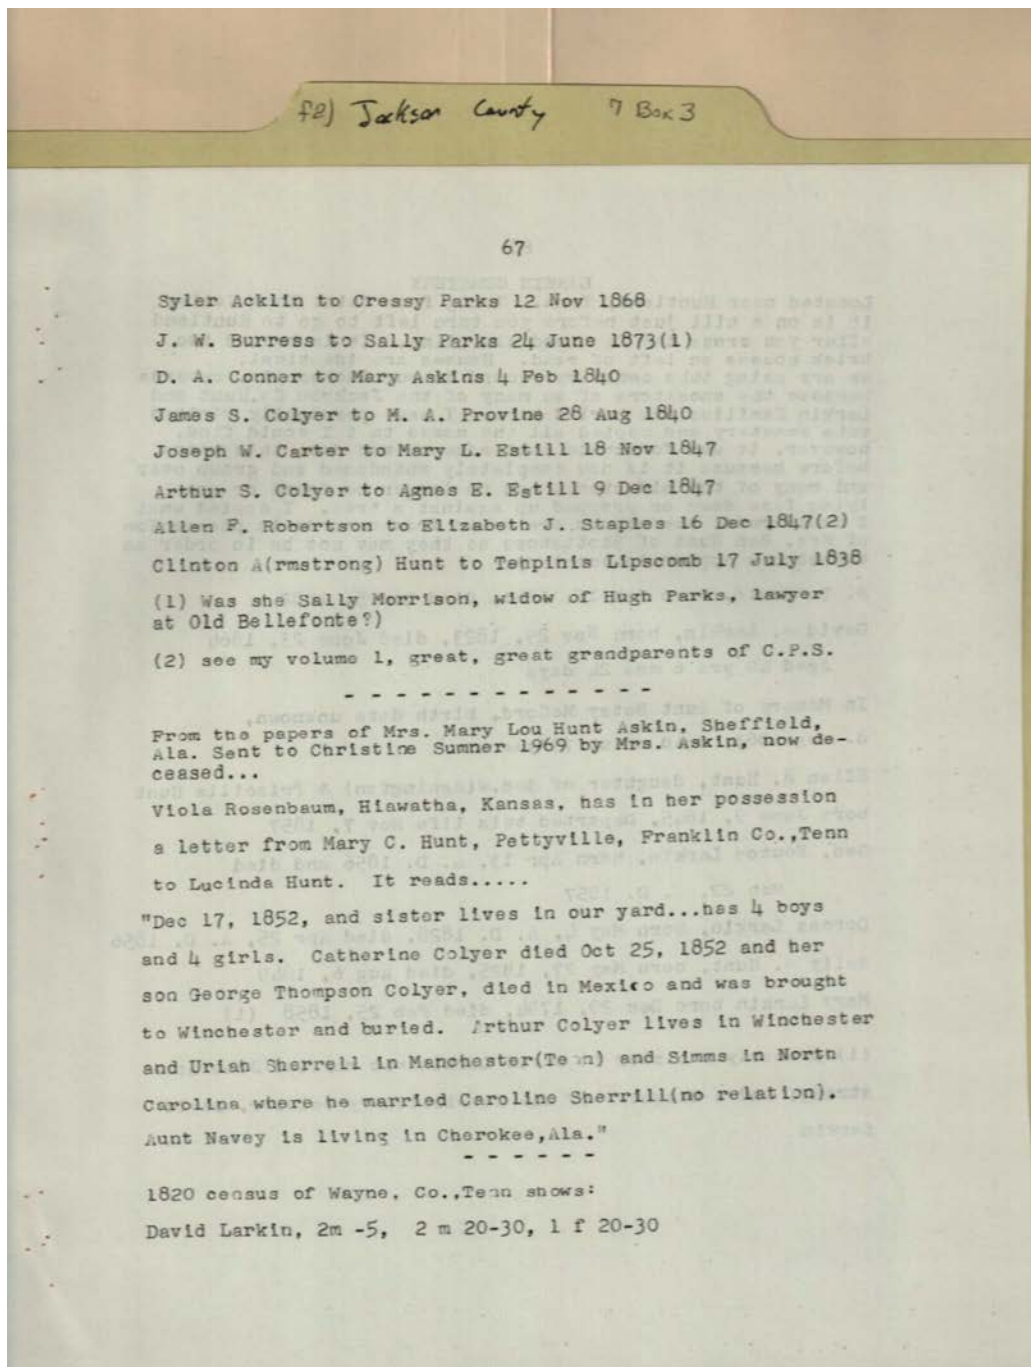 f2) Jackson County 7 Box 3
67
Syler Acklin to Cressy Parks 12 Nov 1868
J. W. Burress to Sally Parks 24 June 1873(1)
D. A. Conner to Mary Askins 4 Feb 1840
James S. Colyer to M. A. Provine 28 Aug 1840
Joseph W. Carter to Mary L. Estill 18 Nov 1847
Arthur S. Colyer to Agnes E. Estill 9 Dec 1847
Allen F. Robertson to Elizabeth J. Staples 16 Dec 1847(2)
Clinton A(rmstrong) Hunt to Tehpinis Lipscomb 17 July 1838
(1) Was she Sally Morrison, widow of Hugh Parks, lawyer
at Old Bellefonte?)
(2) see my volume 1, great, great grandparents of C.P.S.
- - - - - - - - - - - - -
From the papers of Mrs. Mary Lou Hunt Askin, Sheffield,
Ala. Sent to Christine Sumner 1969 by Mrs. Askin, now de-
ceased...
Viola Rosenbaum, Hiawatha, Kansas, has in her possession
a letter from Mary C. Hunt, Pettyville, Franklin Co.,Tenn
to Lucinda Hunt. It reads.....
"Dec 17, 1852, and sister lives in our yard...has 4 boys
and 4 girls. Catherine Colyer died Oct 25, 1852 and her
son George Thompson Colyer, died in Mexico and was brought
to Winchester and buried. Arthur Colyer lives in Winchester
and Uriah Sherrell in Manchester(Tenn) and Simms in North
Carolina where he married Caroline Sherrill(no relation).
Aunt Navey is living in Cherokee,Ala."
- - - - - -
1820 census of Wayne, Co.,Tenn shows:
David Larkin, 2m -5, 2 m 20-30, 1 f 20-30